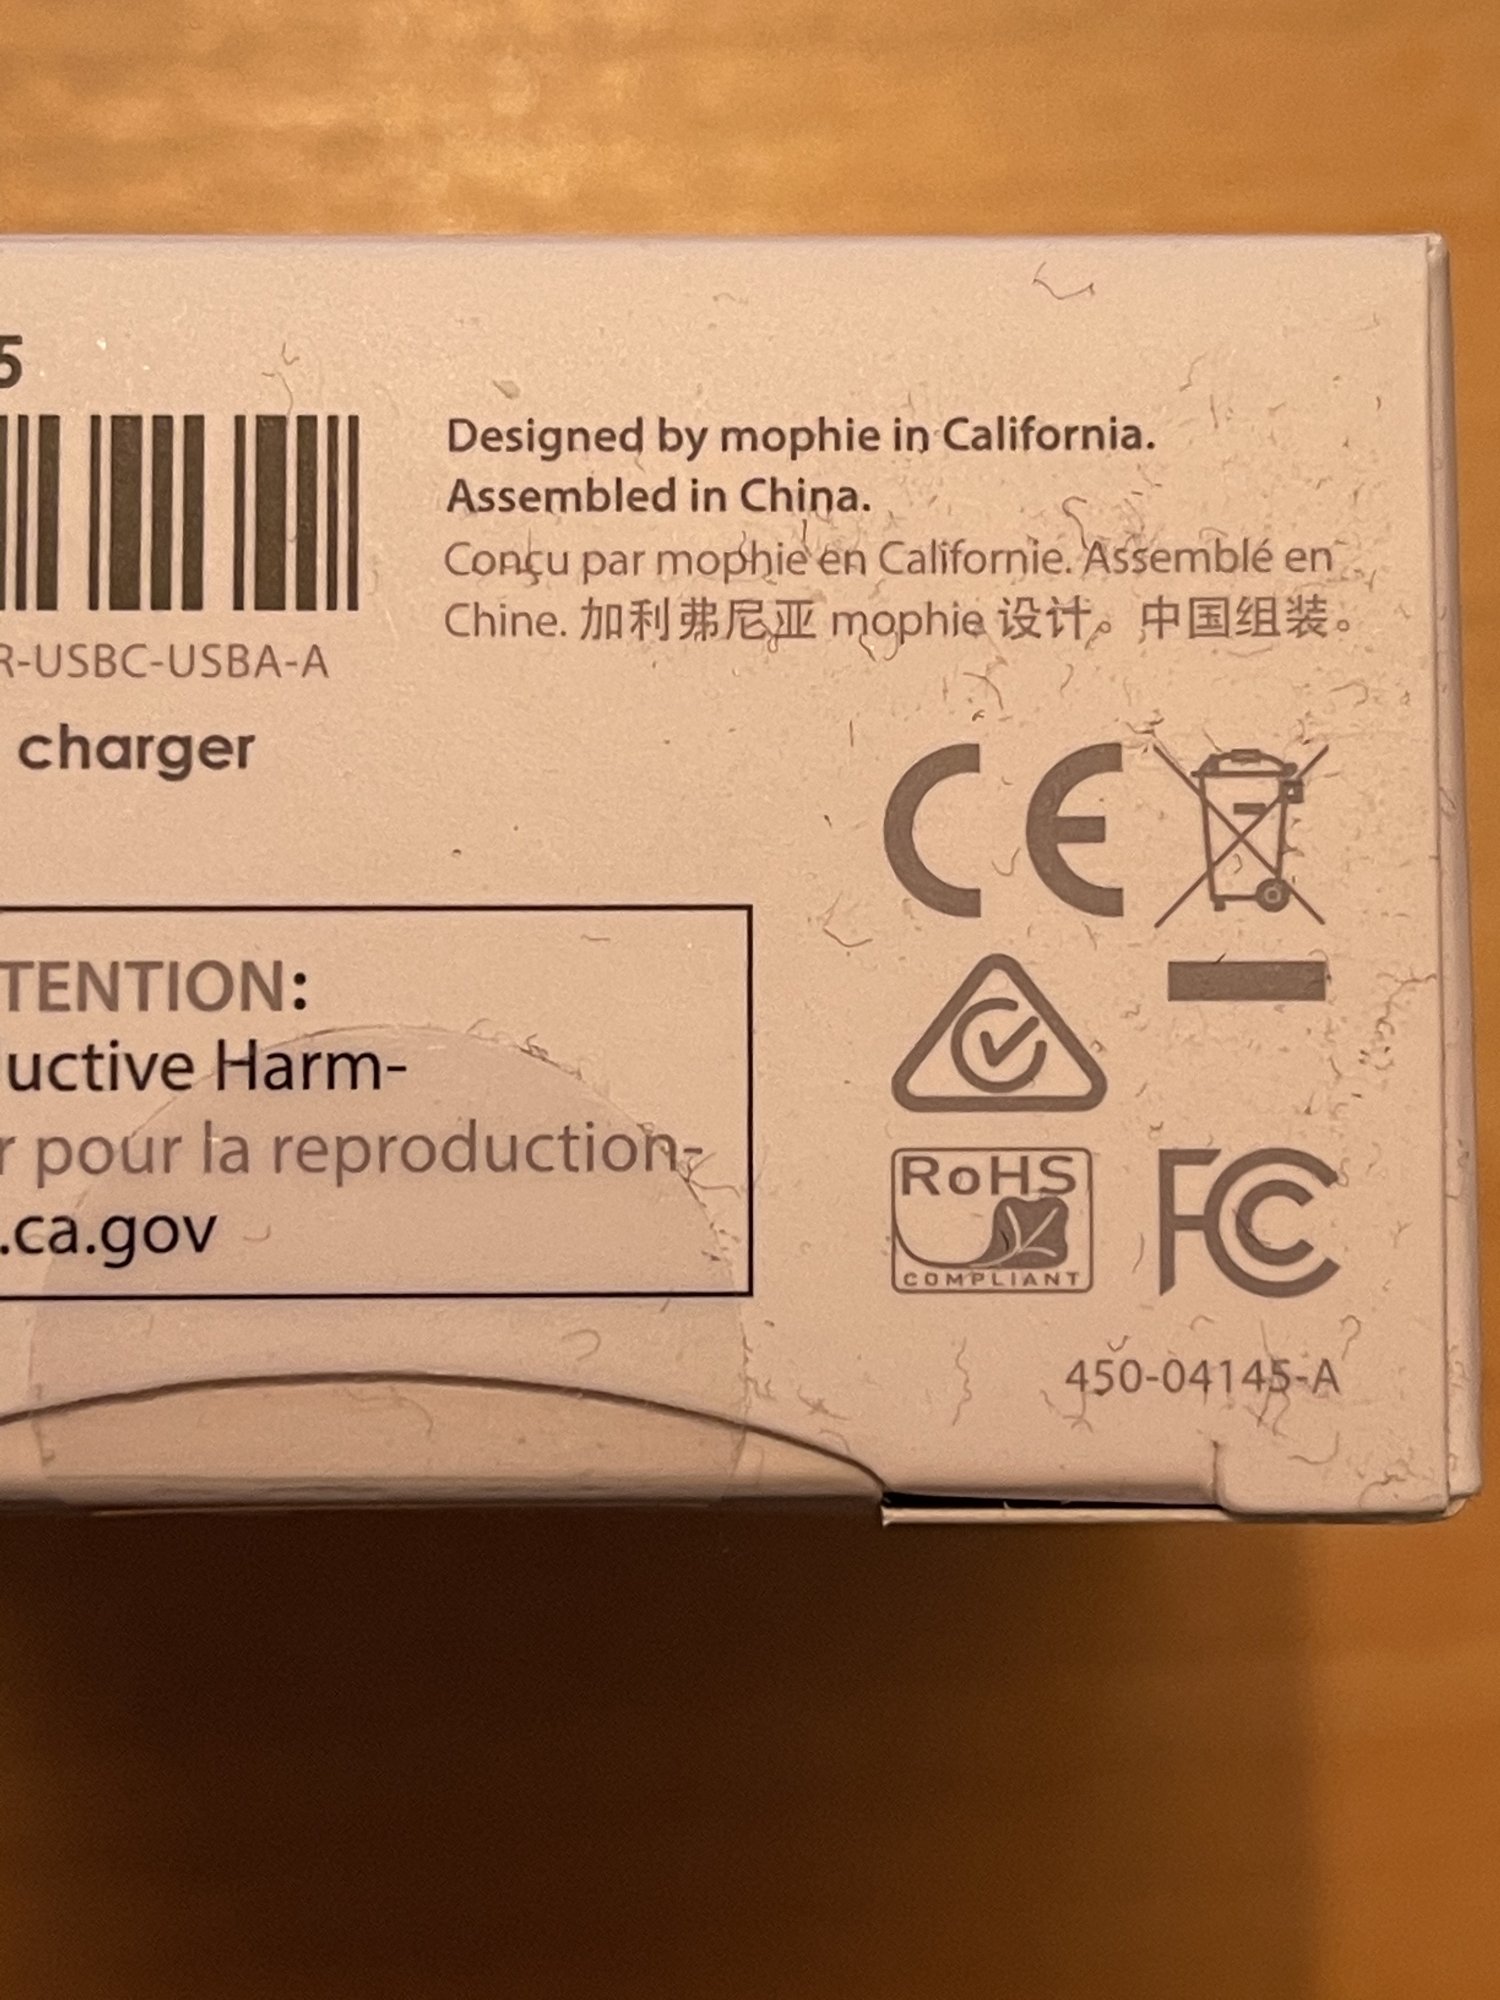 5
R-USBC-USBA-A
charger
Designed by mophie in California.
Assembled in China.
Conçu par mophie en Californie. Assemblé en
Chine. 加利弗尼亚 mophie 设计。中国组装。
CE
TENTION:
uctive Harm-
r pour la reproduction-
.ca.gov
RoHS
COMPLIANT
FC
450-04145-A